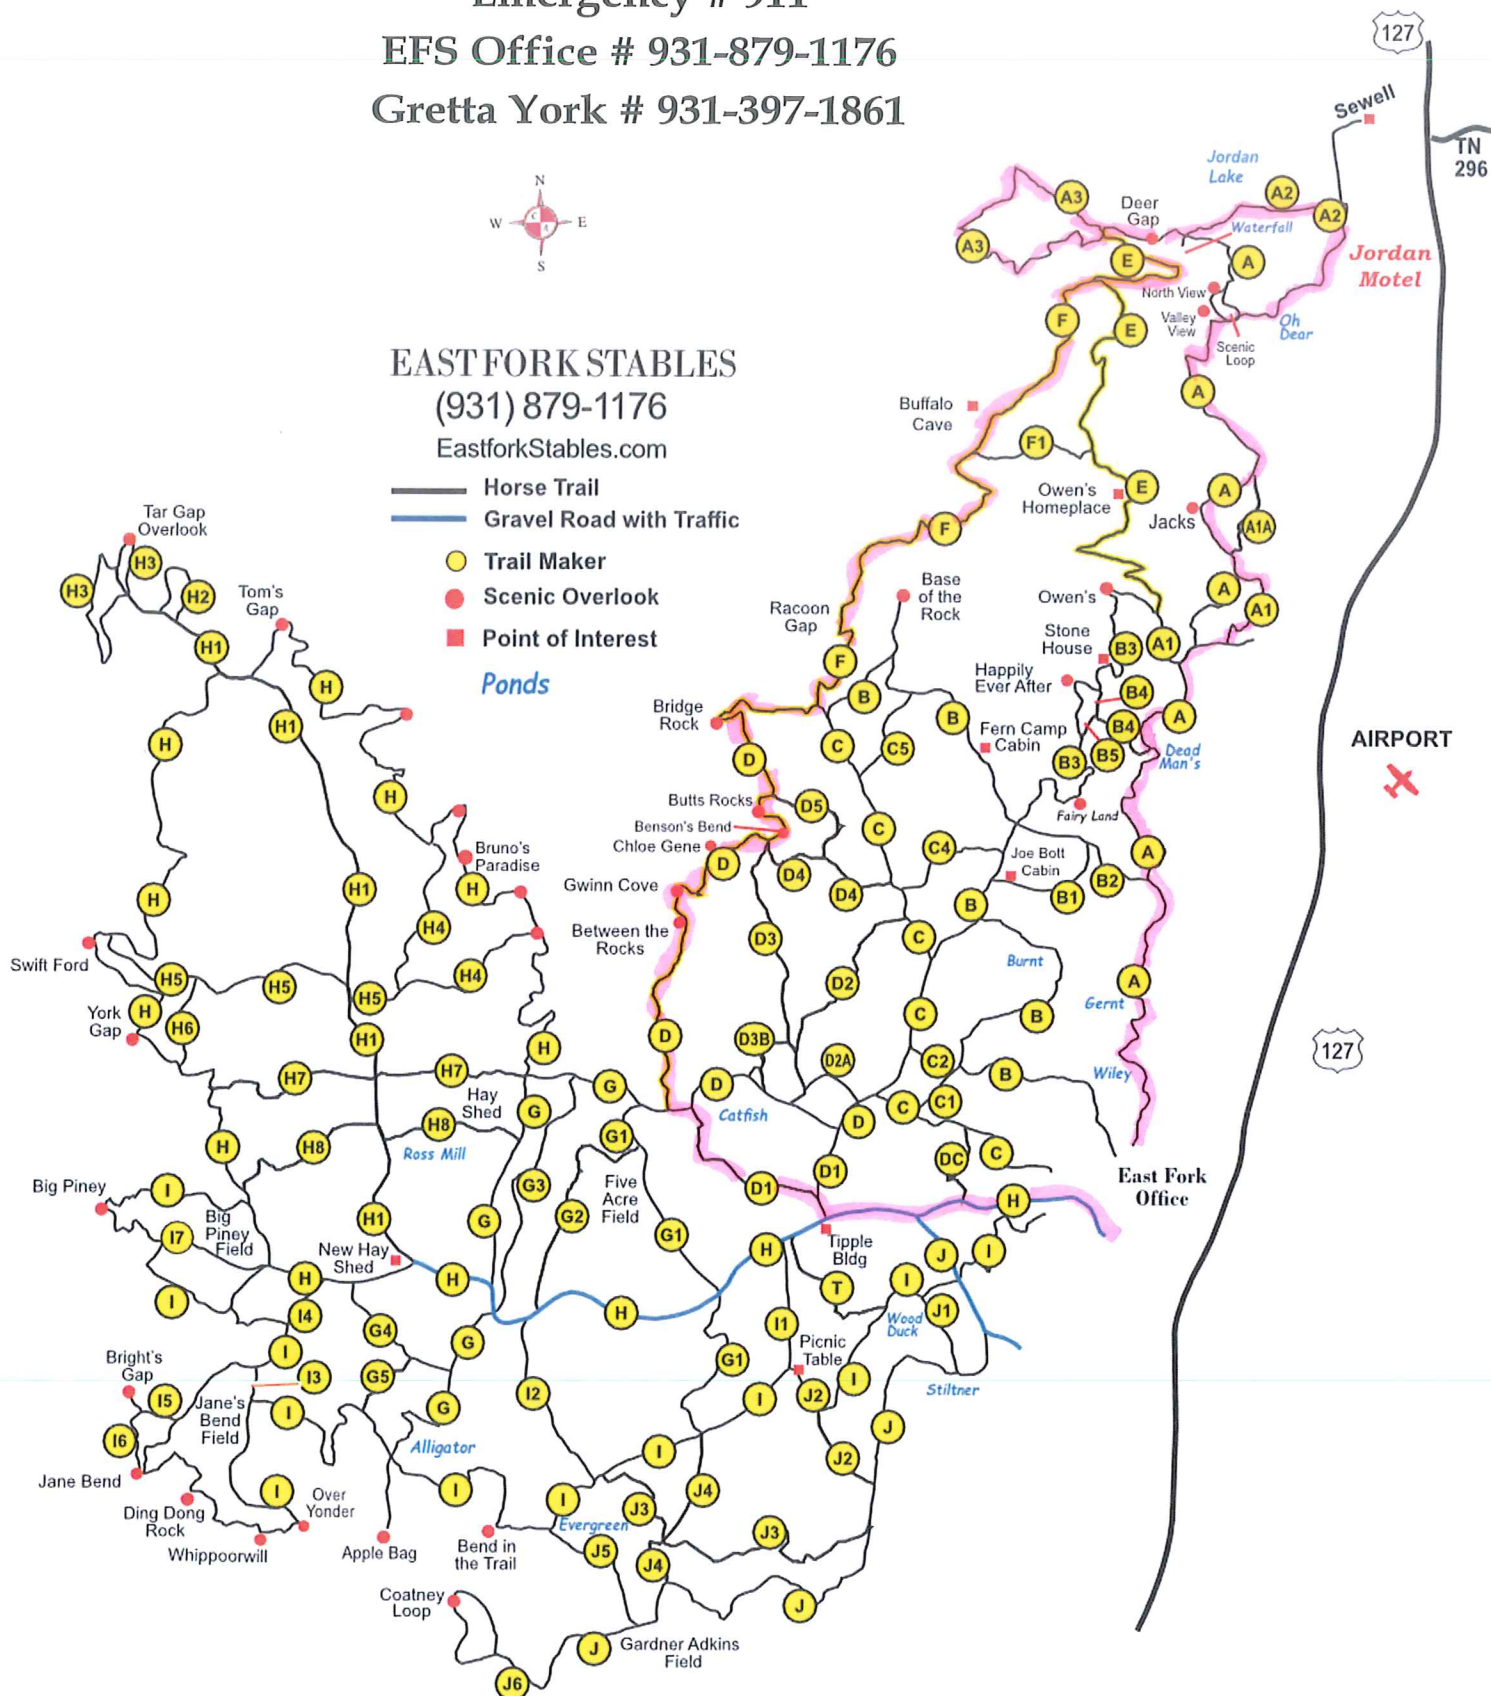 Emergency # 911
EFS Office # 931-879-1176
Gretta York # 931-397-1861
127
Sewell
TN
296
Jordan
Lake
A3
A2
A2
Deer
Gap
Waterfall
A3
E
A
Jordan
Motel
N
W
E
S
C
A
North View
Valley
View
Oh
Dear
Scenic
Loop
F
E
EAST FORK STABLES
(931) 879-1176
EastforkStables.com
Horse Trail
Gravel Road with Traffic
Trail Maker
Scenic Overlook
Point of Interest
Ponds
A
Buffalo
Cave
F1
Owen's
Homeplace
E
Jacks
A
A1A
F
Tar Gap
Overlook
H3
H3
H2
Tom's
Gap
H1
H
H1
H
Base
of the
Rock
Racoon
Gap
Owen's
A
A1
Stone
House
B3
A1
F
B
Happily
Ever After
B4
Bridge
Rock
B
A
Fern Camp
Cabin
B4
C
C5
D
B3
B5
Dead
Man's
AIRPORT
H
Butts Rocks
D5
Fairy Land
Benson's Bend
C
Chloe Gene
C4
Joe Bott
Cabin
A
Bruno's
Paradise
D
D4
B2
H
Gwinn Cove
D4
B1
H1
H
B
H4
Between the
Rocks
D3
C
Swift Ford
Burnt
H5
H5
H4
D2
A
H5
Gernt
York
Gap
H
H6
C
B
H1
D
D3B
H
127
D2A
C2
B
Wiley
H7
H7
Hay
Shed
G
D
C
C1
Catfish
D
G
H8
Ross Mill
H8
G1
H
DC
C
East Fork
Office
Big Piney
I
G3
Five
Acre
Field
D1
D1
H
Big
Piney
Field
H1
G
G2
G1
I7
New Hay
Shed
Tipple
Bldg
H
J
I
H
H
T
I
I
I4
H
J1
Wood
Duck
G4
G
I1
Picnic
Table
Bright's
Gap
I
I3
G5
G1
I
Stiltner
I5
Jane's
Bend
Field
I
G
I2
I
J2
I6
Alligator
J
Jane Bend
I
J2
I
Over
Yonder
I
I
J4
Ding Dong
Rock
J3
Evergreen
J3
Whippoorwill
Apple Bag
Bend in
the Trail
J5
J4
Coatney
Loop
J
J
Gardner Adkins
Field
J6